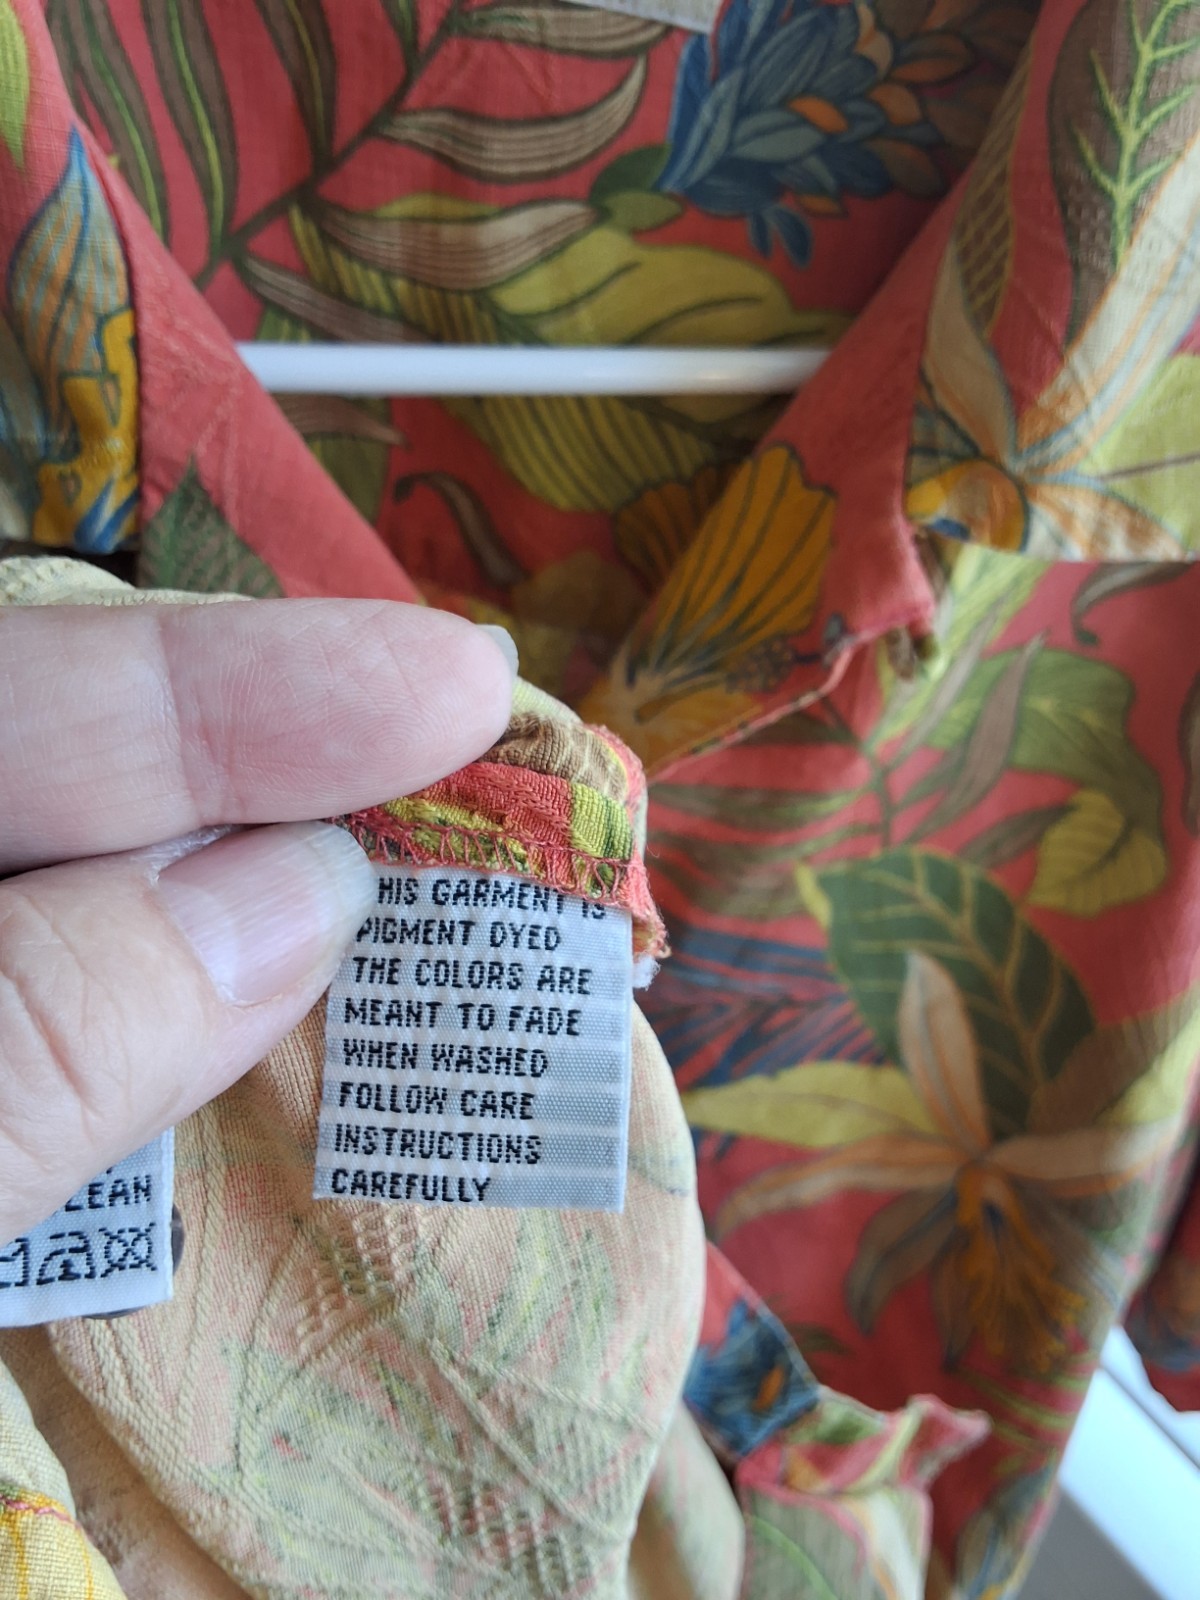 HIS GARMENT IS
PIGMENT DYED
THE COLORS ARE
MEANT TO FADE
WHEN WASHED
FOLLOW CARE
INSTRUCTIONS
CAREFULLY
LEAN